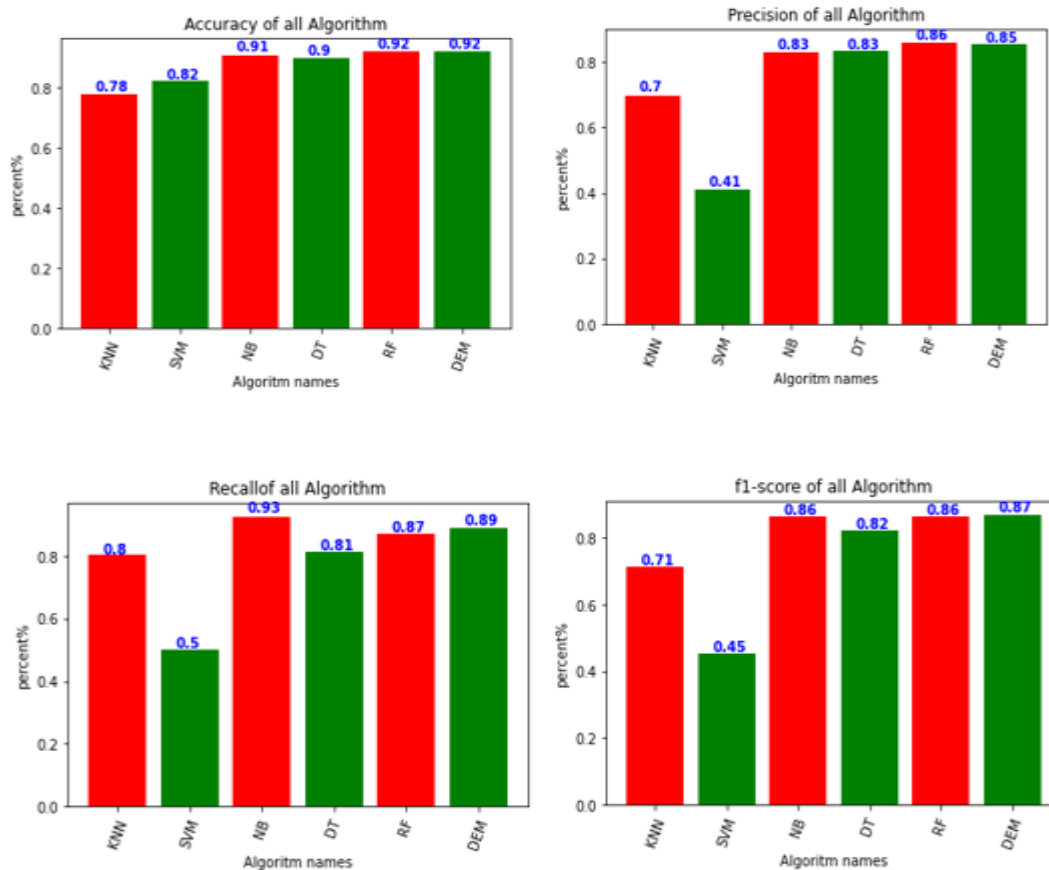 Accuracy of all Algorithm
percent%
0.8
0.6
0.4
0.2
0.0
0.78
0.82
0.91
0.9
0.92
0.92
KNN
SVM
NB
DT
RF
DEM
Algoritm names
Precision of all Algorithm
percent%
0.8
0.6
0.4
0.2
0.0
0.7
0.41
0.83
0.83
0.86
0.85
KNN
SVM
NB
DT
RF
DEM
Algoritm names
Recallof all Algorithm
percent%
0.8
0.6
0.4
0.2
0.0
0.8
0.5
0.93
0.81
0.87
0.89
KNN
SVM
NB
DT
RF
DEM
Algoritm names
f1-score of all Algorithm
percent%
0.8
0.6
0.4
0.2
0.0
0.71
0.45
0.86
0.82
0.86
0.87
KNN
SVM
NB
DT
RF
DEM
Algoritm names